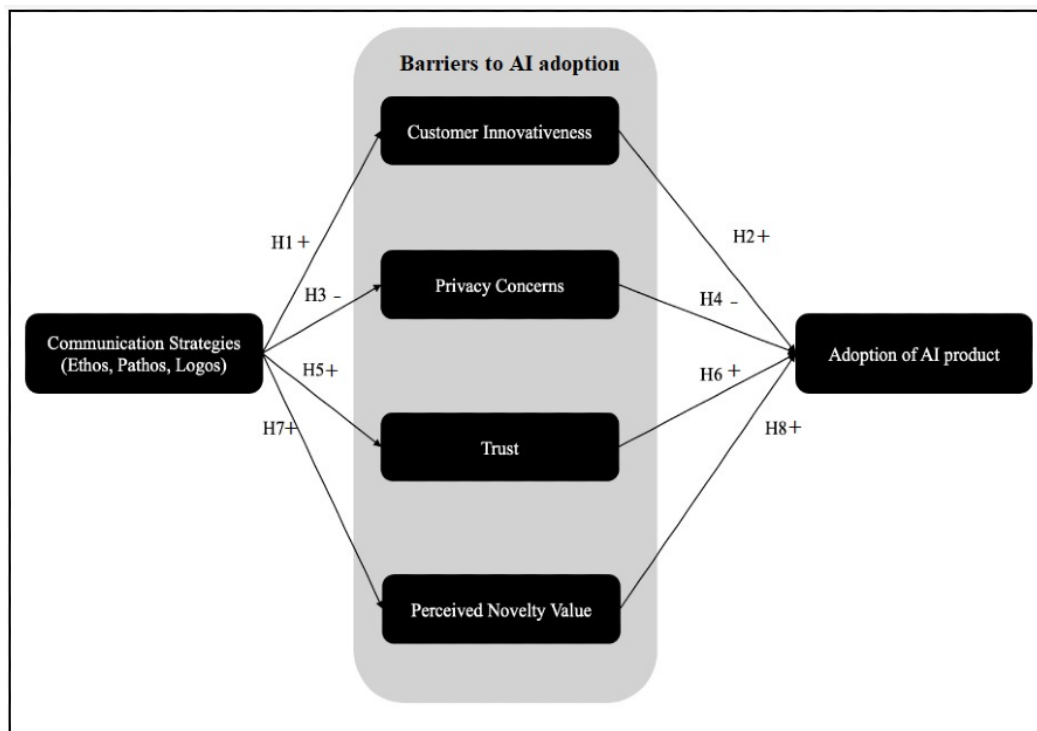 Barriers to AI adoption
Customer Innovativeness
H1+
H2+
Privacy Concerns
H3 -
H4 -
Communication Strategies
(Ethos, Pathos, Logos)
Adoption of AI product
H5+
H6+
H7+
H8+
Trust
Perceived Novelty Value